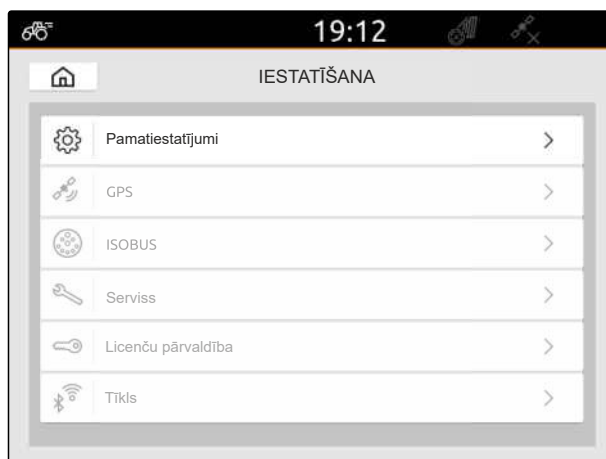 19:12
IESTATĪŠANA
Pamatiestatījumi
GPS
ISOBUS
Serviss
Licenču pārvaldība
Tīkls